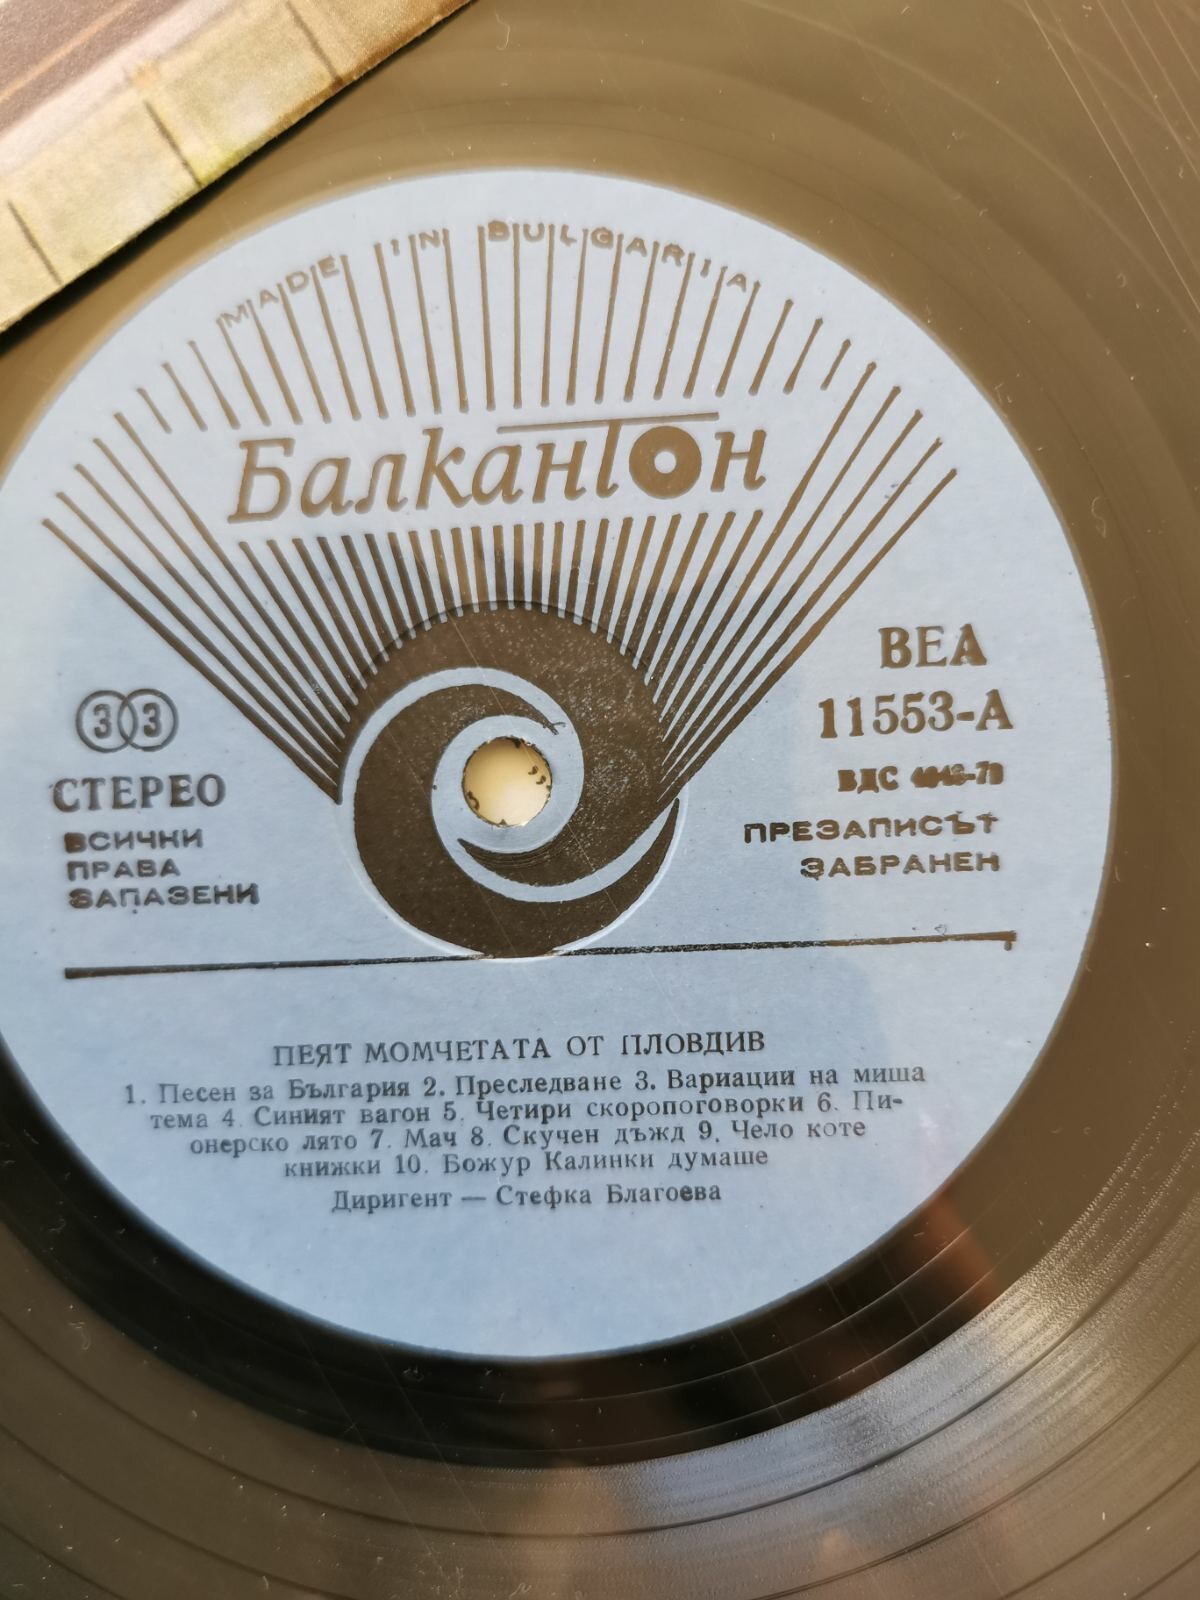 MADE IN BULGARIA
Балкантон
ВЕА
11553-А
33
СТЕРЕО
ВСИЧКИ
ПРАВА
ЗАПАЗЕНИ
ВДС
ПРЕЗАПИСЪТ
ЗАБРАНЕН
ПЕЯТ МОМЧЕТАТА ОТ ПЛОВДИВ
1. Песен за България 2. Преследване 3. Вариации на миша
тема 4. Синият вагон 5. Четири скоропоговорки 6. Пи-
онерско лято 7. Мач 8. Скучен дъжд 9. Чело коте
книжки 10. Божур Калинки думаше
Диригент — Стефка Благоева